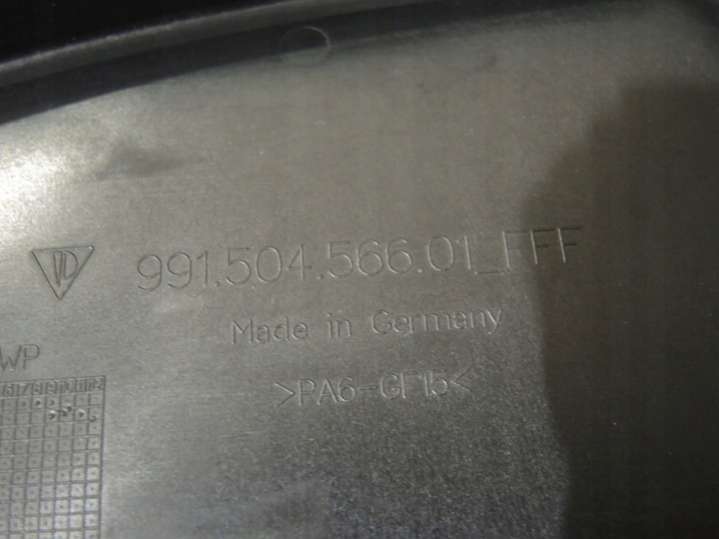 991.504.566.01_FFF
Made in Germany
>PA6-GF15<
WP